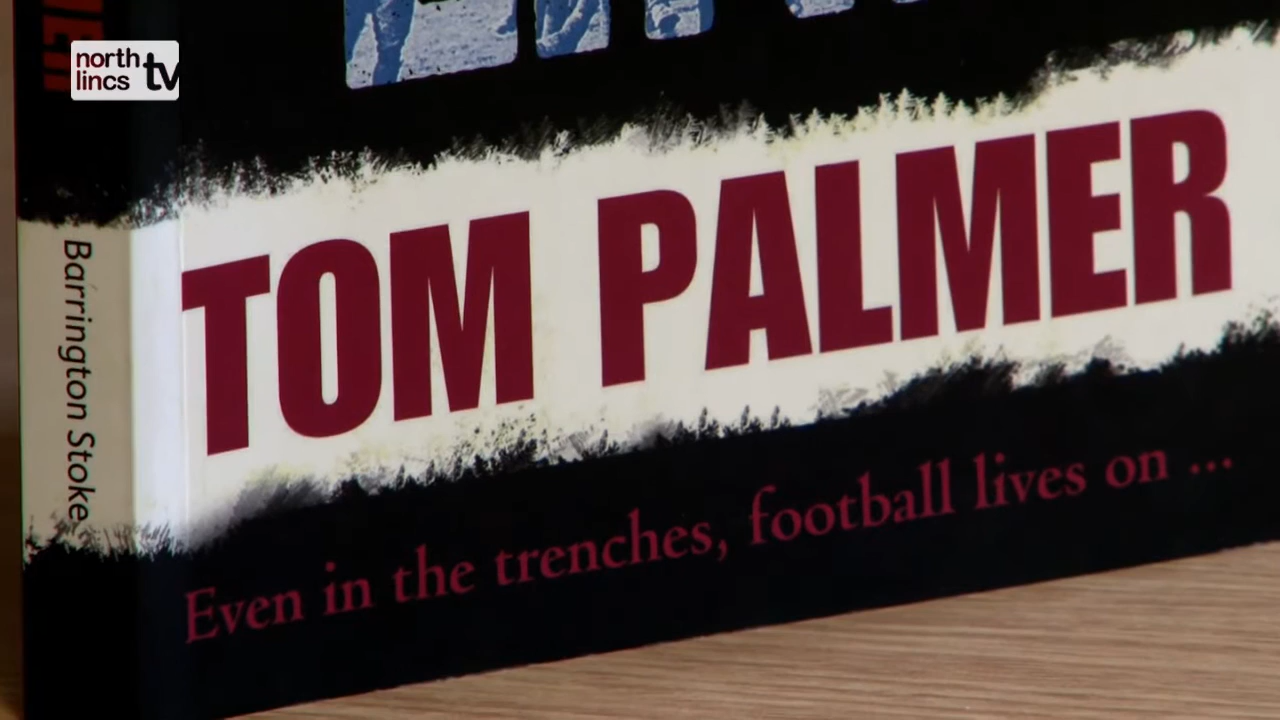 north
lincs tv
TOM PALMER
Barrington Stoke
Even in the trenches, football lives on ...